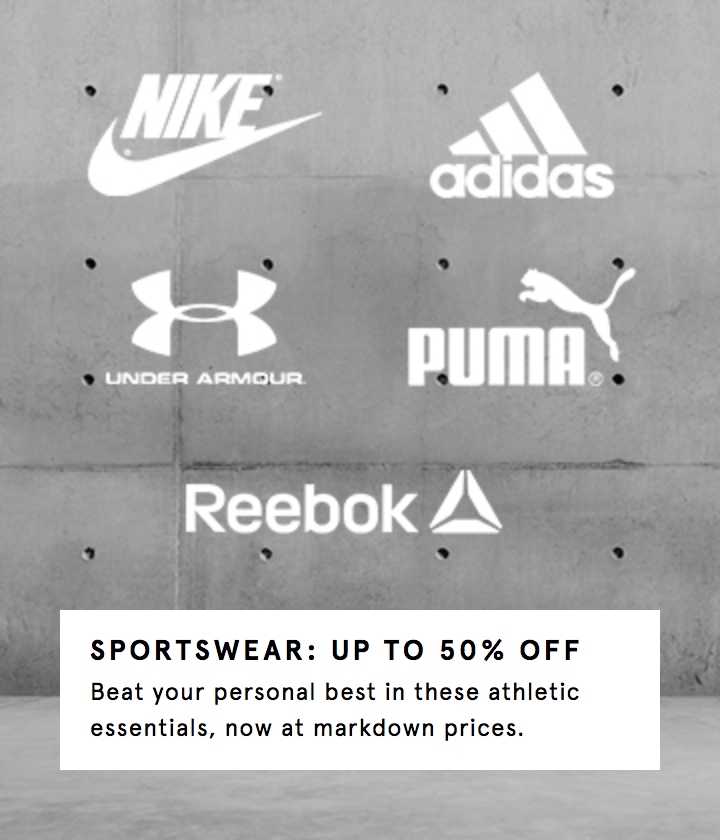 NIKE®
adidas
UNDER ARMOUR.
PUMA®
Reebok
SPORTSWEAR: UP TO 50% OFF
Beat your personal best in these athletic
essentials, now at markdown prices.